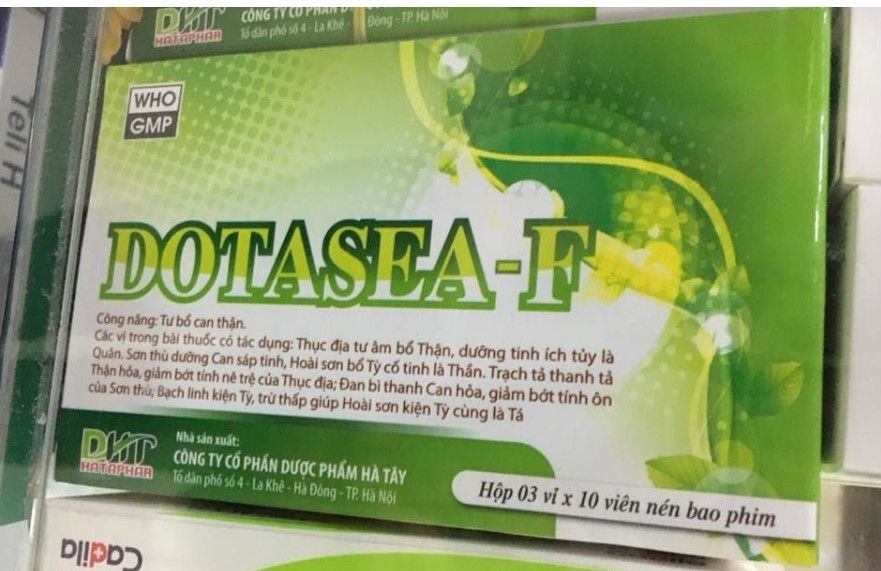 DHT
HATAPHAR
CÔNG TY CỔ PHẦN
Tổ dân phố số 4 - La Khê -
Đông - TP. Hà Nội
Teli H
WHO
GMP
DOTASEA-F
Công năng: Tư bổ can thận.
Các vị trong bài thuốc có tác dụng: Thục địa tư âm bổ Thận, dưỡng tinh ích tủy là
Quân. Sơn thù dưỡng Can sáp tinh, Hoài sơn bổ Tỳ cố tinh là Thần. Trạch tả thanh tả
Thận hỏa, giảm bớt tính nê trệ của Thục địa; Đan bì thanh Can hỏa, giảm bớt tính ôn
của Sơn thù; Bạch linh kiện Tỳ, trừ thấp giúp Hoài sơn kiện Tỳ cùng là Tá
DHT
HATAPHAR
Nhà sản xuất:
CÔNG TY CỔ PHẦN DƯỢC PHẨM HÀ TÂY
Tổ dân phố số 4 - La Khê - Hà Đông - TP. Hà Nội
Hộp 03 vỉ x 10 viên nén bao phim
Cadila